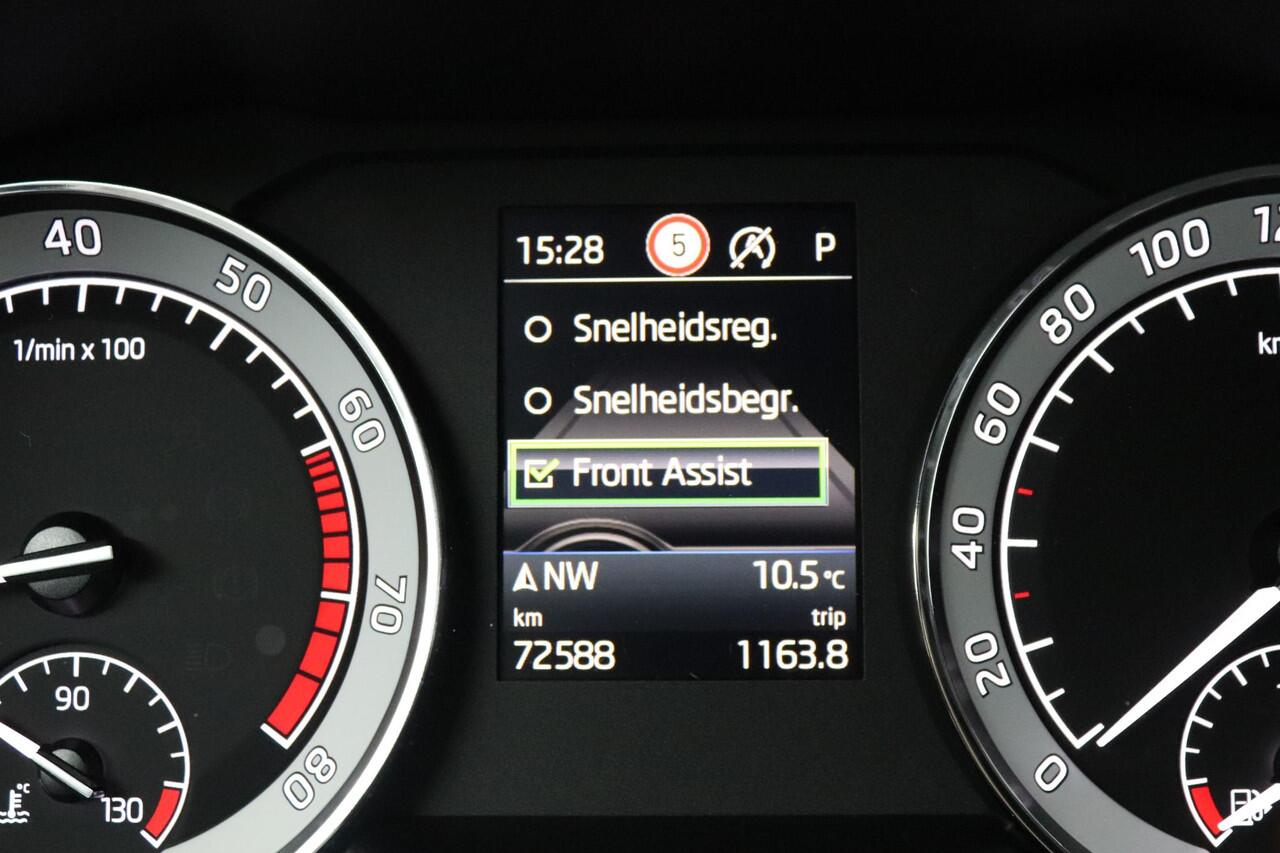 15:28 5 A P
Snelheidsreg.
Snelheidsbegr.
Front Assist
NW 10.5 °C
km trip
72588 1163.8
40
50
60
70
80
1/min x 100
90
130
°C
100
80
60
40
20
0